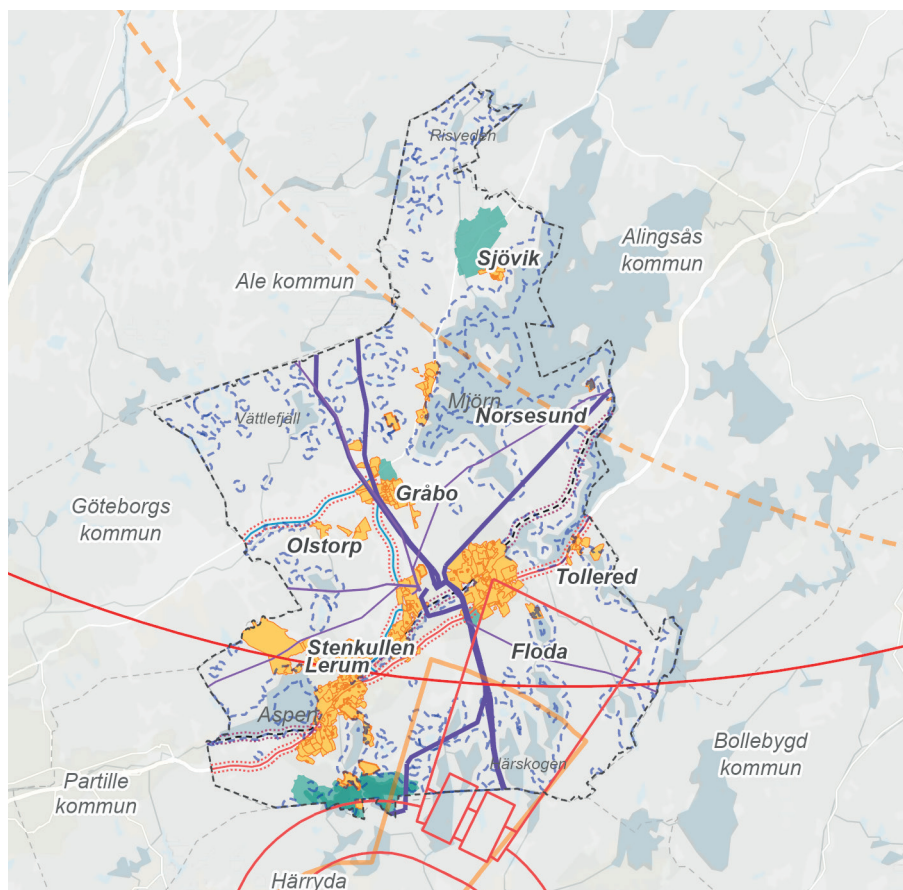 Risveden
Sjövik
Alingsås
kommun
Ale kommun
Mjörn
Norsesund
Vättlefjäll
Gråbo
Göteborgs
kommun
Olstorp
Tollered
Stenkullen
Floda
Lerum
Aspen
Bollebygd
kommun
Härskogen
Partille
kommun
Härryda